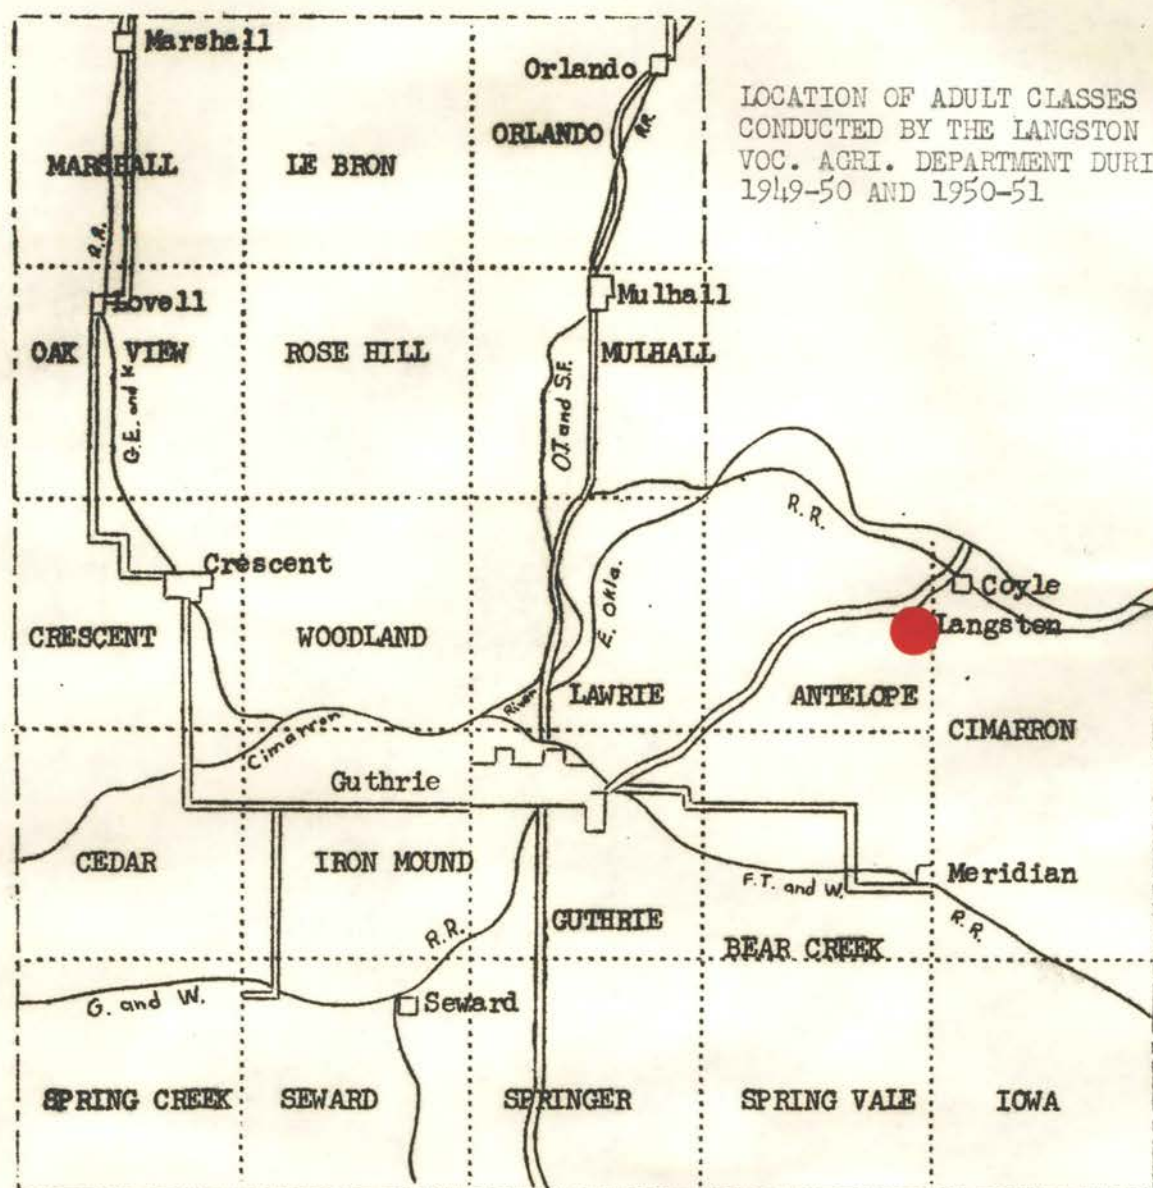 Marshall
Orlando
LOCATION OF ADULT CLASSES
CONDUCTED BY THE LANGSTON
VOC. AGRI. DEPARTMENT DURI
1949-50 AND 1950-51
ORLANDO
R.R.
MARSHALL
LE BRON
R.R.
Lovell
Mulhall
OAK VIEW
ROSE HILL
MULHALL
G.E. and K.
O.T. and S.F.
R. R.
Crescent
Coyle
E. Okla.
Langston
CRESCENT
WOODLAND
LAWRIE
ANTELOPE
Cimarron
River
CIMARRON
Guthrie
CEDAR
IRON MOUND
Meridian
F.T. and W.
R.R.
GUTHRIE
R. R.
BEAR CREEK
G. and W.
Seward
SPRING CREEK
SEWARD
SPRINGER
SPRING VALE
IOWA